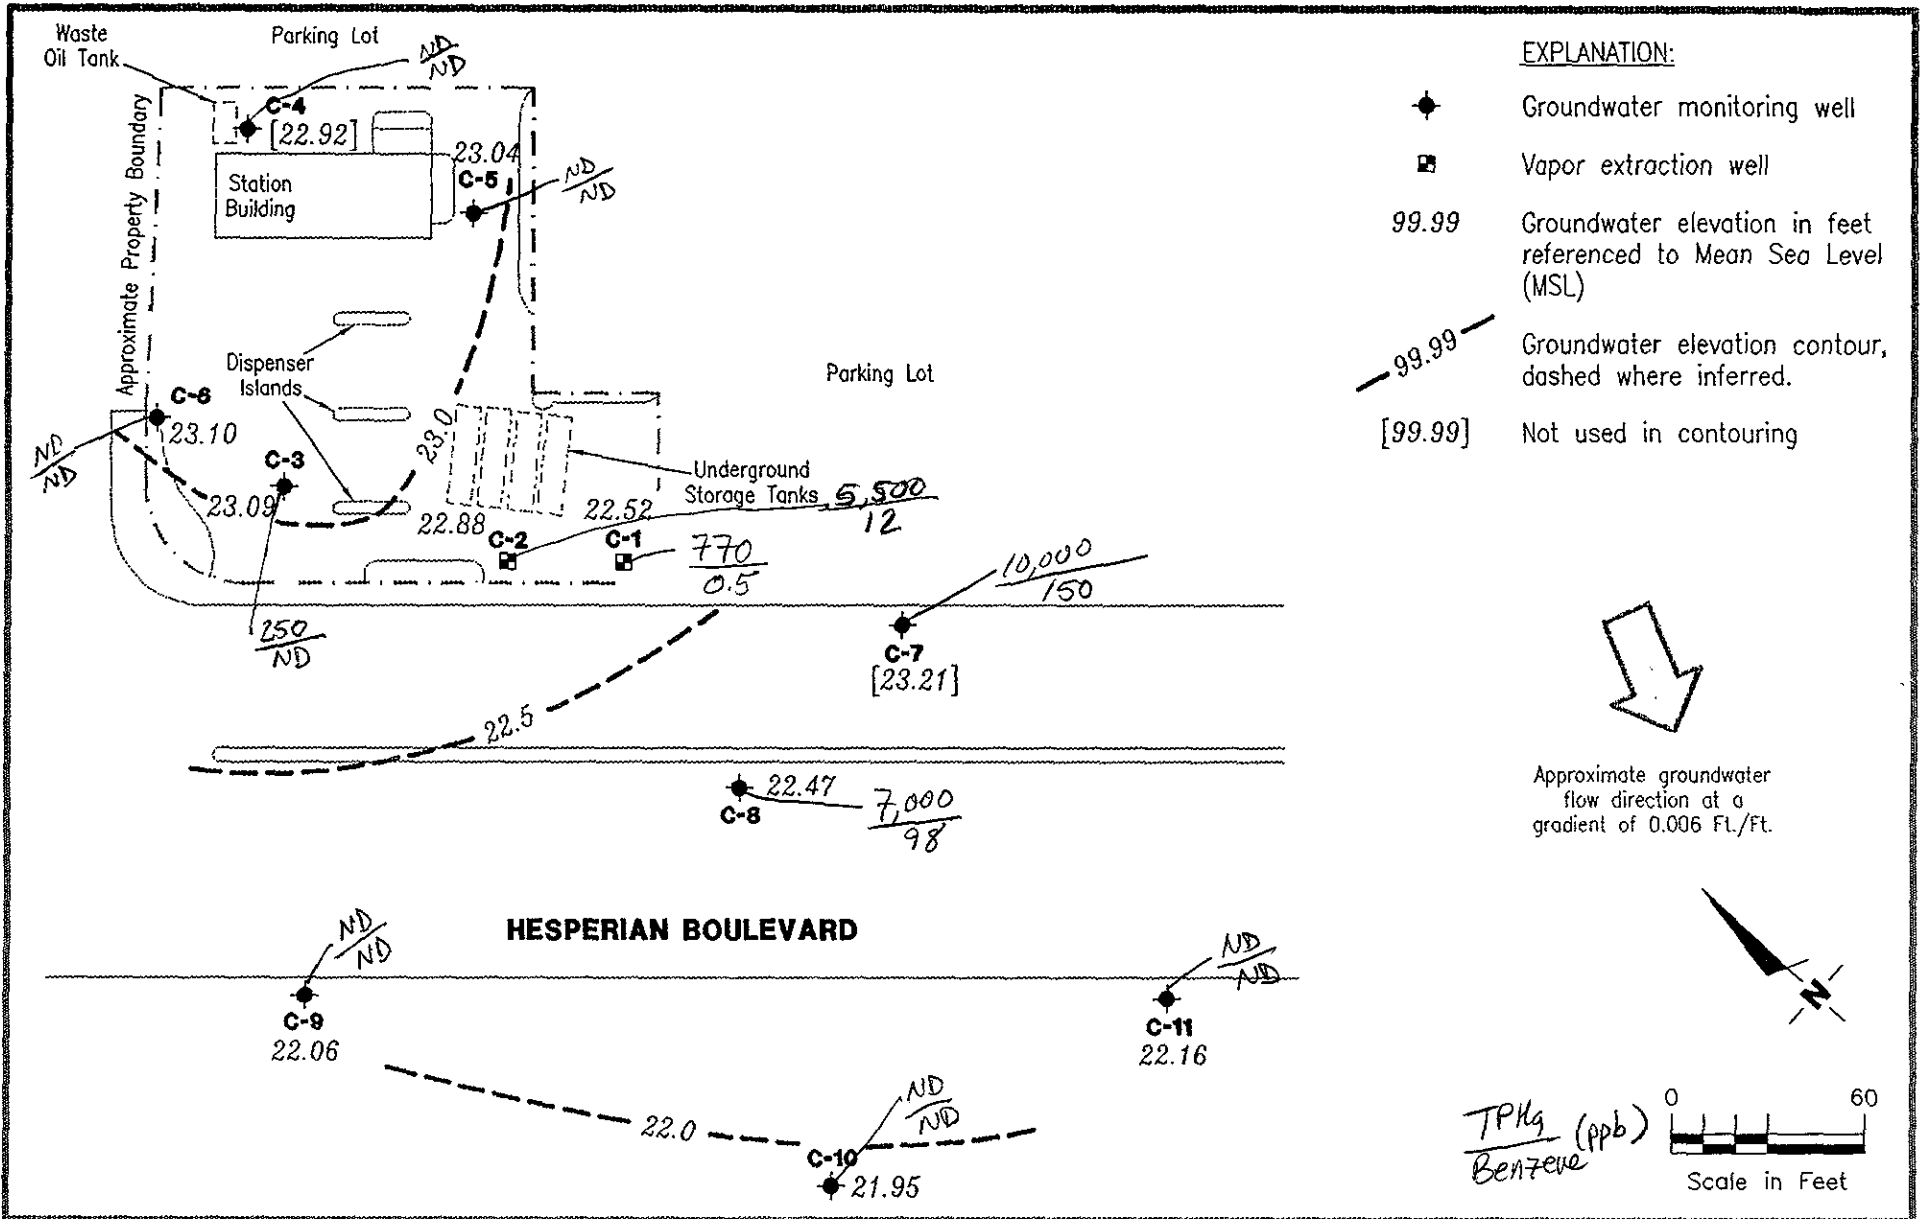 Waste
Oil Tank
Parking Lot
ND
ND
C-4
[22.92]
Approximate Property Boundary
Station
Building
23.04
C-5
ND
ND
Dispenser
Islands
Parking Lot
C-6
23.10
ND
ND
C-3
23.09
23.0
Underground
Storage Tanks
5,500
12
22.88
C-2
22.52
C-1
770
0.5
250
ND
10,000
150
C-7
[23.21]
22.5
22.47
C-8
7,000
98
HESPERIAN BOULEVARD
ND
ND
C-9
22.06
ND
ND
C-11
22.16
22.0
ND
ND
C-10
21.95
EXPLANATION:
Groundwater monitoring well
Vapor extraction well
99.99 Groundwater elevation in feet
referenced to Mean Sea Level
(MSL)
99.99 Groundwater elevation contour,
dashed where inferred.
[99.99] Not used in contouring
Approximate groundwater
flow direction at a
gradient of 0.006 Ft./Ft.
N
TPHg (ppb)
Benzene
0 60
Scale in Feet